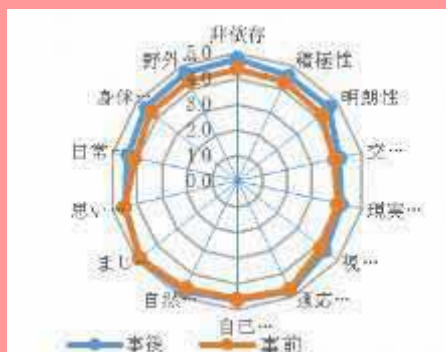 非依存
積極性
明朗性
交…
現実…
視…
適応…
自己…
自然…
まじ…
思い…
日常…
身体…
野外…
5.0
4.0
3.0
2.0
1.0
0.0
事後
事前